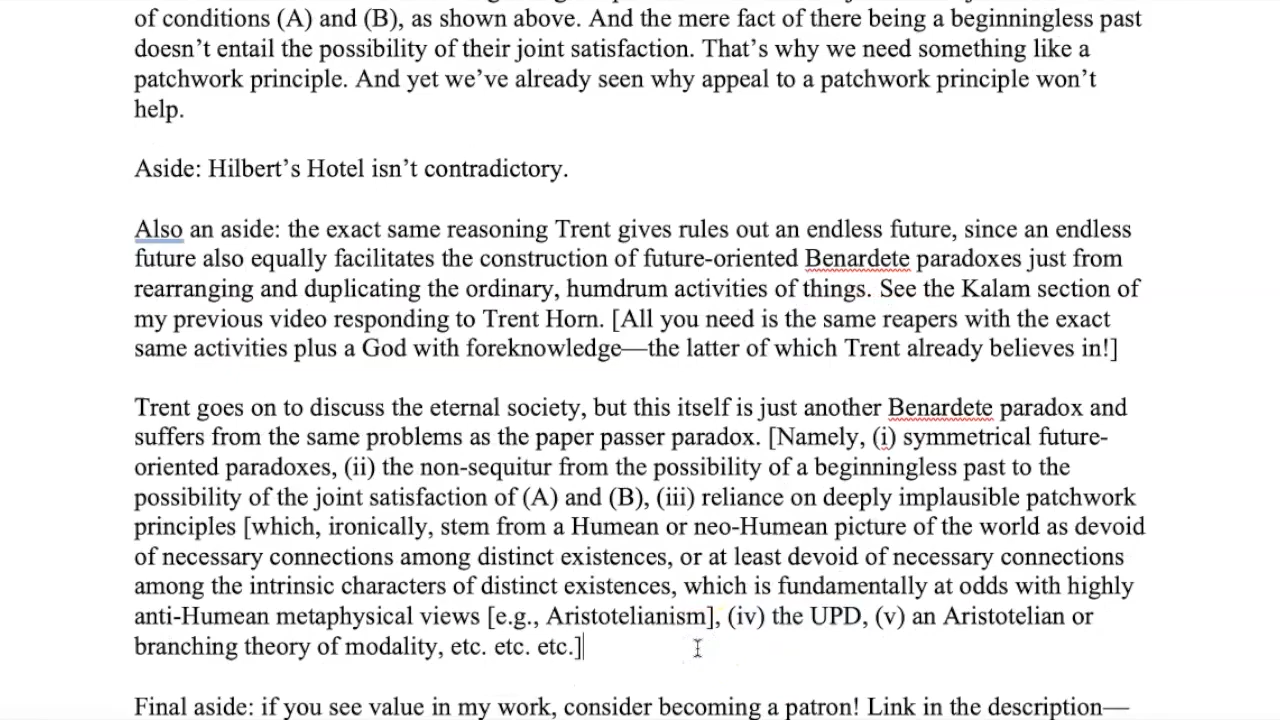 of conditions (A) and (B), as shown above. And the mere fact of there being a beginningless past
doesn’t entail the possibility of their joint satisfaction. That’s why we need something like a
patchwork principle. And yet we’ve already seen why appeal to a patchwork principle won’t
help.
Aside: Hilbert’s Hotel isn’t contradictory.
Also an aside: the exact same reasoning Trent gives rules out an endless future, since an endless
future also equally facilitates the construction of future-oriented Benardete paradoxes just from
rearranging and duplicating the ordinary, humdrum activities of things. See the Kalam section of
my previous video responding to Trent Horn. [All you need is the same reapers with the exact
same activities plus a God with foreknowledge—the latter of which Trent already believes in!]
Trent goes on to discuss the eternal society, but this itself is just another Benardete paradox and
suffers from the same problems as the paper passer paradox. [Namely, (i) symmetrical future-
oriented paradoxes, (ii) the non-sequitur from the possibility of a beginningless past to the
possibility of the joint satisfaction of (A) and (B), (iii) reliance on deeply implausible patchwork
principles [which, ironically, stem from a Humean or neo-Humean picture of the world as devoid
of necessary connections among distinct existences, or at least devoid of necessary connections
among the intrinsic characters of distinct existences, which is fundamentally at odds with highly
anti-Humean metaphysical views [e.g., Aristotelianism], (iv) the UPD, (v) an Aristotelian or
branching theory of modality, etc. etc. etc.]
Final aside: if you see value in my work, consider becoming a patron! Link in the description—